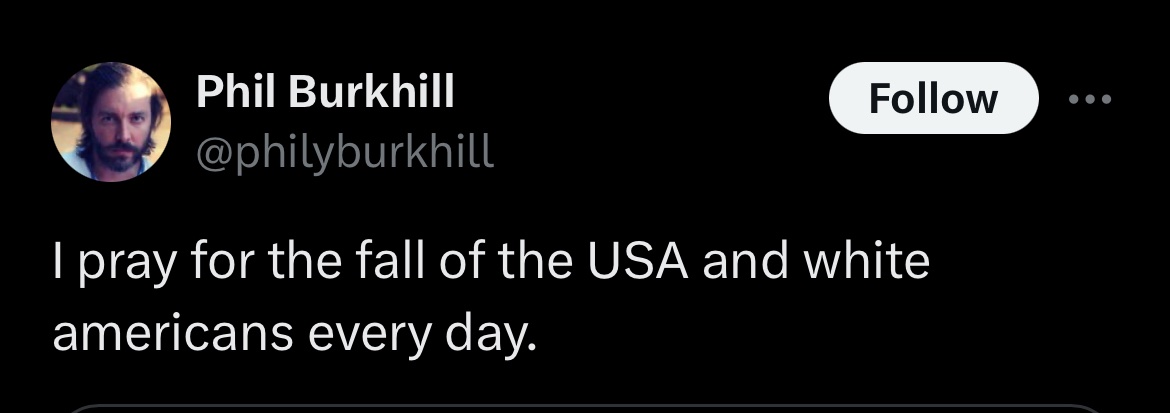 Phil Burkhill
@philyburkhill
Follow
I pray for the fall of the USA and white
americans every day.